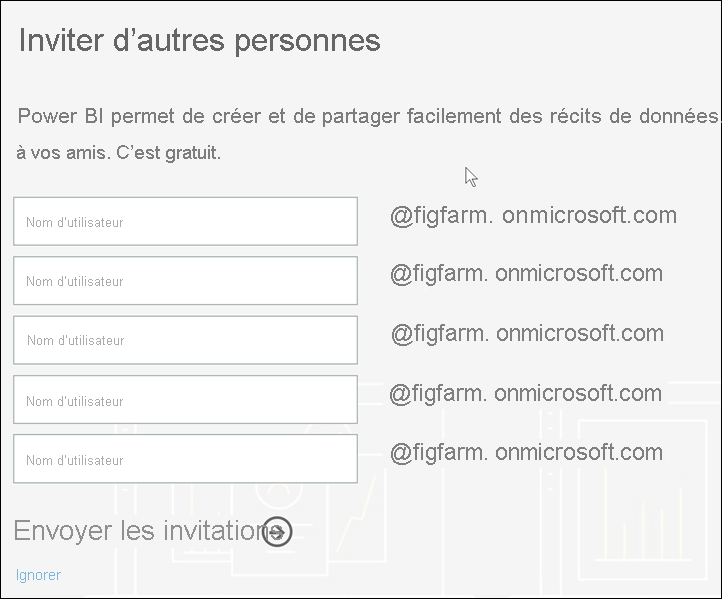 Inviter d’autres personnes
Power BI permet de créer et de partager facilement des récits de données,
à vos amis. C’est gratuit.
Nom d'utilisateur @figfarm. onmicrosoft.com
Nom d'utilisateur @figfarm. onmicrosoft.com
Nom d'utilisateur @figfarm. onmicrosoft.com
Nom d'utilisateur @figfarm. onmicrosoft.com
Nom d'utilisateur @figfarm. onmicrosoft.com
Envoyer les invitations
Ignorer